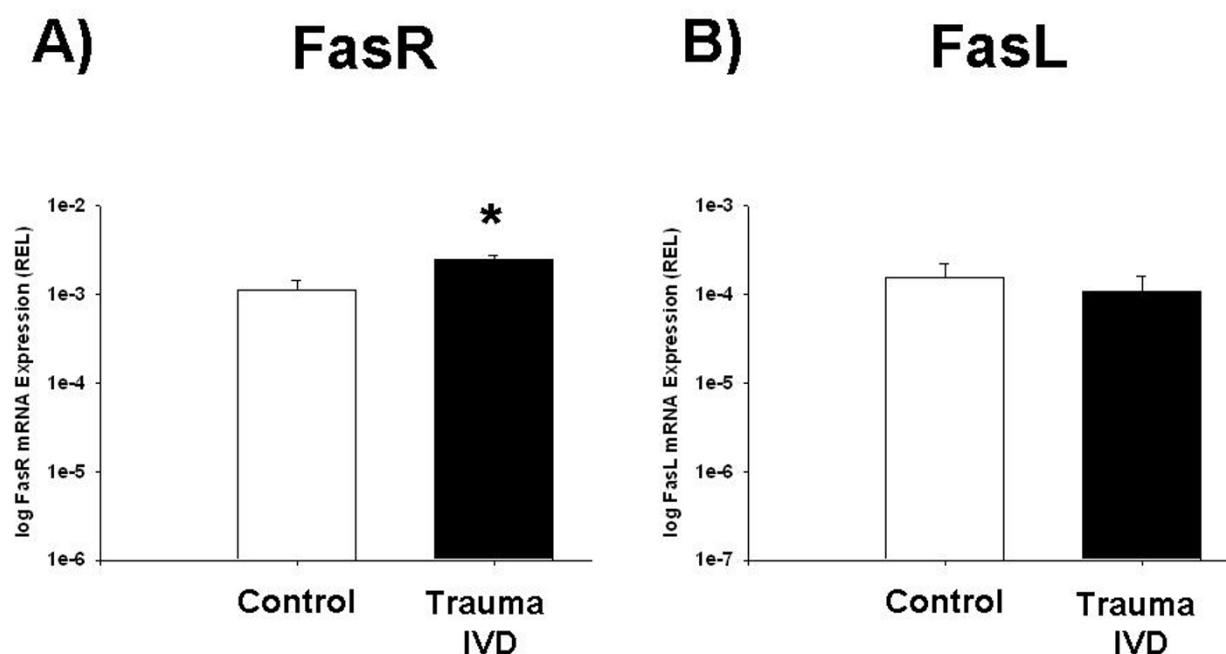 A)
FasR
log FasR mRNA Expression (REL)
1e-2
1e-3
1e-4
1e-5
1e-6
*
Control
Trauma
IVD
B)
FasL
log FasL mRNA Expression (REL)
1e-3
1e-4
1e-5
1e-6
1e-7
Control
Trauma
IVD